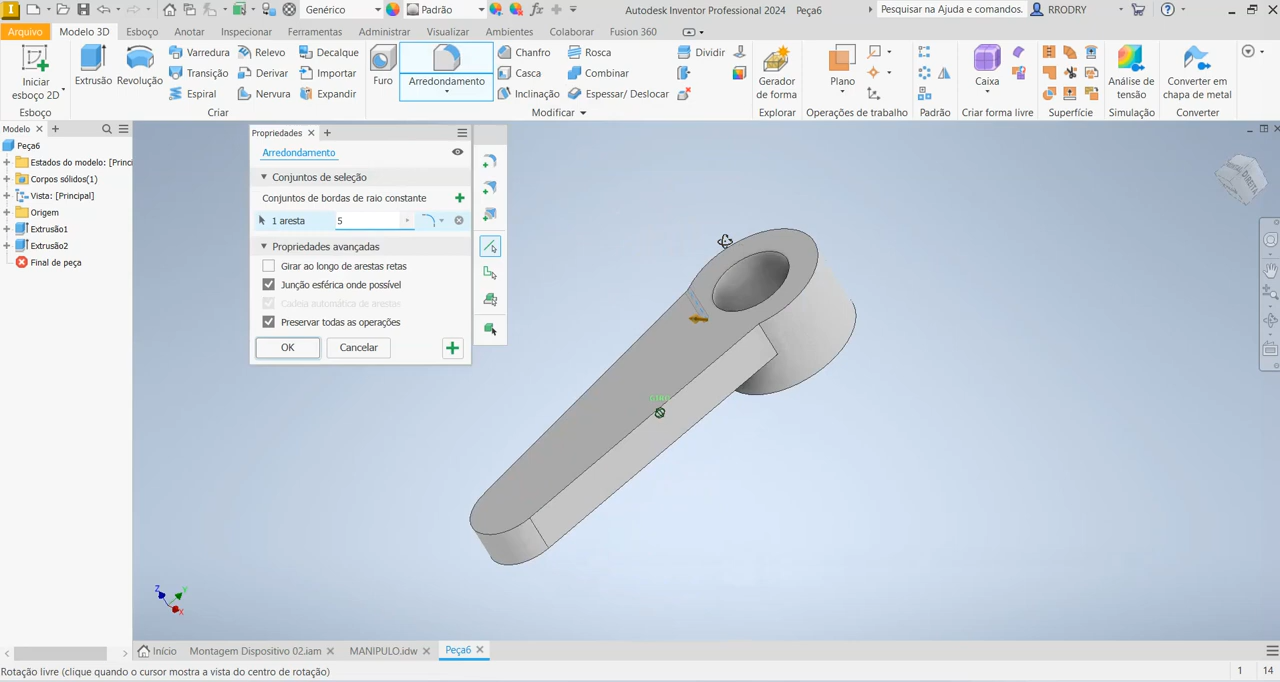 Genérico
Padrão
Autodesk Inventor Professional 2024 Peça6
Pesquisar na Ajuda e comandos.
RRODRY
Arquivo
Modelo 3D
Esboço
Anotar
Inspecionar
Ferramentas
Administrar
Visualizar
Ambientes
Colaborar
Fusion 360
Iniciar
esboço 2D
Extrusão
Revolução
Varredura
Relevo
Decalque
Transição
Derivar
Importar
Espiral
Nervura
Expandir
Furo
Arredondamento
Chanfro
Rosca
Casca
Combinar
Inclinação
Espessar/ Deslocar
Dividir
Gerador
de forma
Plano
Caixa
Análise de
tensão
Converter em
chapa de metal
Esboço
Criar
Modificar
Explorar
Operações de trabalho
Padrão
Criar forma livre
Superfície
Simulação
Converter
Modelo
Peça6
Estados do modelo: [Princi
Corpos sólidos(1)
Vista: [Principal]
Origem
Extrusão1
Extrusão2
Final de peça
Propriedades
Arredondamento
Conjuntos de seleção
Conjuntos de bordas de raio constante
1 aresta 5
Propriedades avançadas
Girar ao longo de arestas retas
Junção esférica onde possível
Cadeia automática de arestas
Preservar todas as operações
OK Cancelar
DIREITA
Z Y
X
Início
Montagem Dispositivo 02.iam
MANIPULO.idw
Peça6
Rotação livre (clique quando o cursor mostra a vista do centro de rotação)
1 14